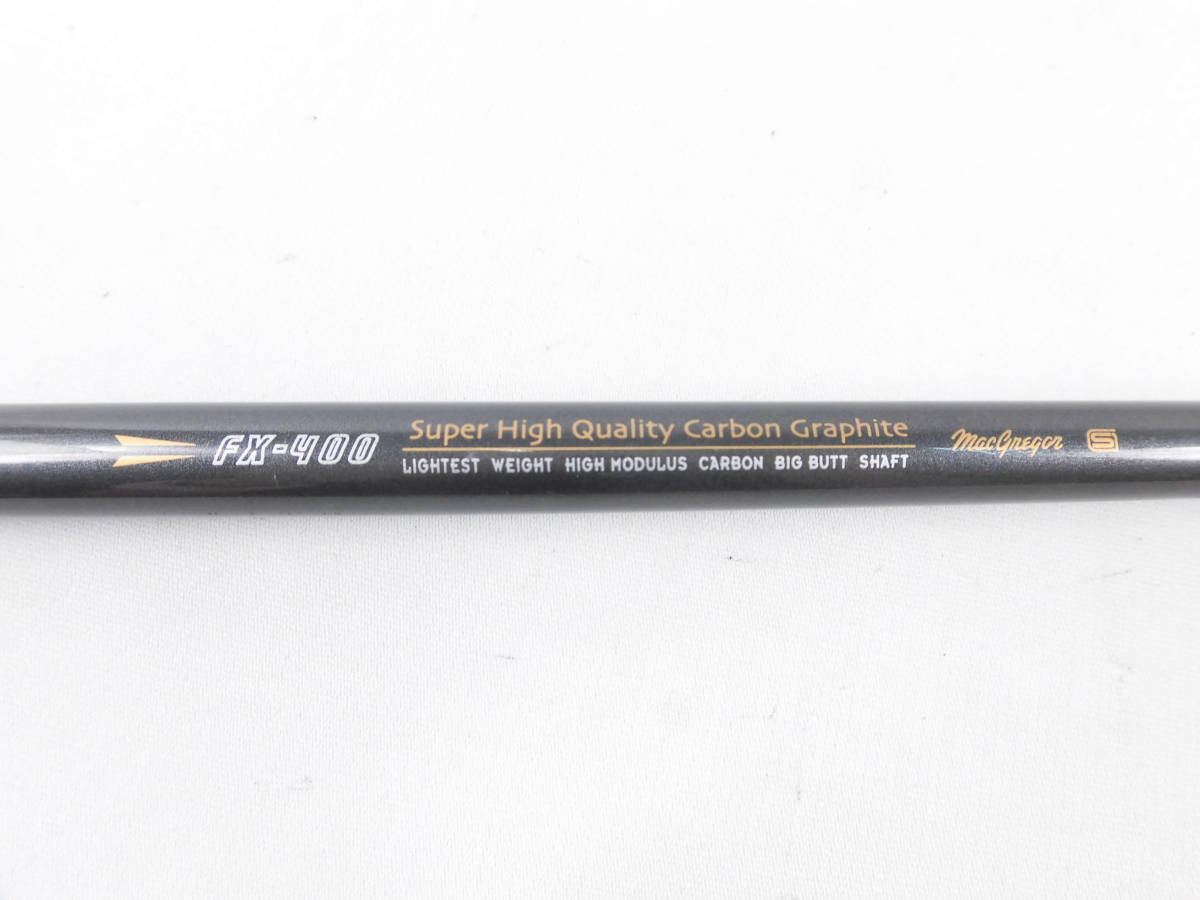 FX-400
Super High Quality Carbon Graphite
LIGHTEST WEIGHT HIGH MODULUS CARBON BIG BUTT SHAFT
MacGregor S